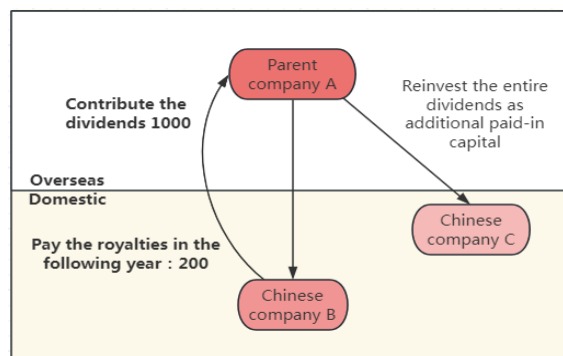 Parent
company A
Contribute the
dividends 1000
Reinvest the entire
dividends as
additional paid-in
capital
Overseas
Domestic
Chinese
company C
Pay the royalties in the
following year：200
Chinese
company B